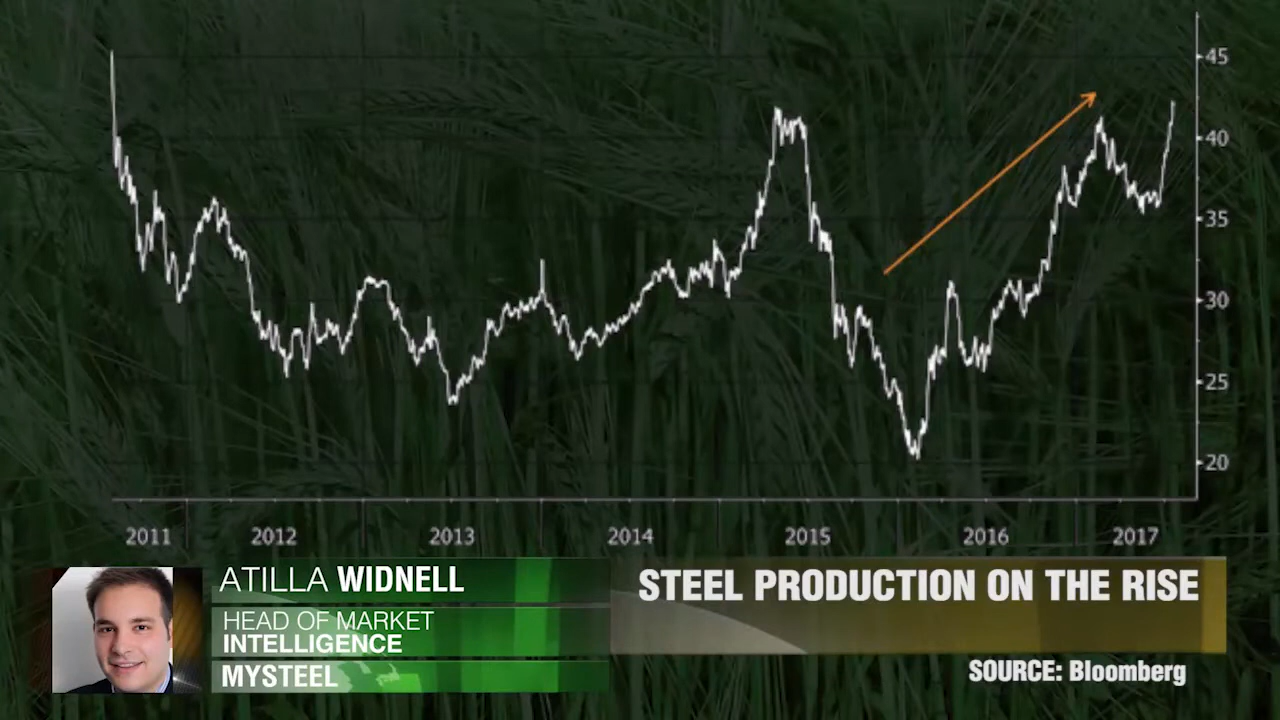 45
40
35
30
25
20
2011 2012 2013 2014 2015 2016 2017
ATILLA WIDNELL
HEAD OF MARKET
INTELLIGENCE
MYSTEEL
STEEL PRODUCTION ON THE RISE
SOURCE: Bloomberg